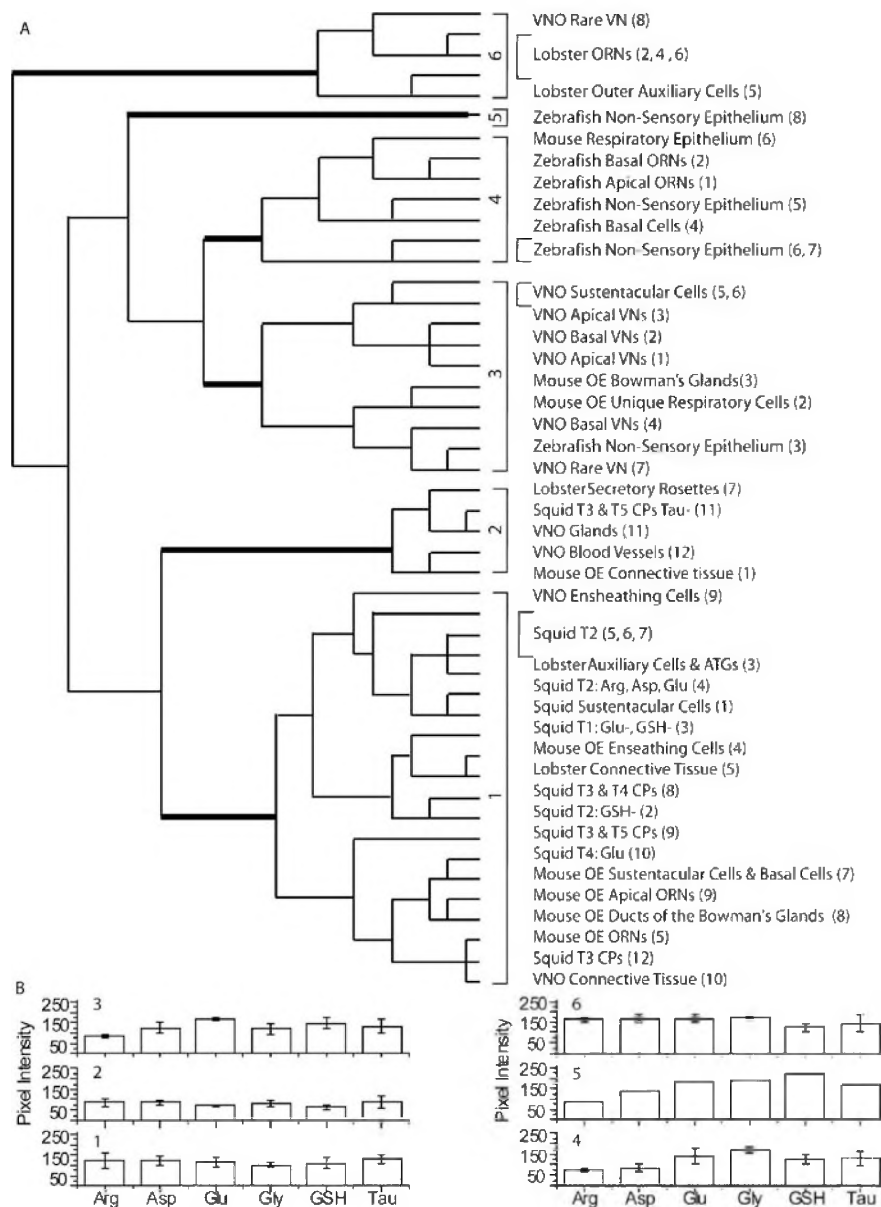 A
VNO Rare VN (8)
Lobster ORNs (2, 4 , 6)
Lobster Outer Auxiliary Cells (5)
6
Zebrafish Non-Sensory Epithelium (8)
5
Mouse Respiratory Epithelium (6)
Zebrafish Basal ORNs (2)
Zebrafish Apical ORNs (1)
Zebrafish Non-Sensory Epithelium (5)
Zebrafish Basal Cells (4)
Zebrafish Non-Sensory Epithelium (6, 7)
4
VNO Sustentacular Cells (5, 6)
VNO Apical VNs (3)
VNO Basal VNs (2)
VNO Apical VNs (1)
Mouse OE Bowman's Glands(3)
Mouse OE Unique Respiratory Cells (2)
VNO Basal VNs (4)
Zebrafish Non-Sensory Epithelium (3)
VNO Rare VN (7)
3
Lobster Secretory Rosettes (7)
Squid T3 & T5 CPs Tau- (11)
VNO Glands (11)
VNO Blood Vessels (12)
Mouse OE Connective tissue (1)
2
VNO Ensheathing Cells (9)
Squid T2 (5, 6, 7)
Lobster Auxiliary Cells & ATGs (3)
Squid T2: Arg, Asp, Glu (4)
Squid Sustentacular Cells (1)
Squid T1: Glu-, GSH- (3)
Mouse OE Enseathing Cells (4)
Lobster Connective Tissue (5)
Squid T3 & T4 CPs (8)
Squid T2: GSH- (2)
Squid T3 & T5 CPs (9)
Squid T4: Glu (10)
Mouse OE Sustentacular Cells & Basal Cells (7)
Mouse OE Apical ORNs (9)
Mouse OE Ducts of the Bowman's Glands (8)
Mouse OE ORNs (5)
Squid T3 CPs (12)
VNO Connective Tissue (10)
1
B
Pixel Intensity
3
250
150
50
2
250
150
50
1
250
150
50
Arg Asp Glu Gly GSH Tau
Pixel Intensity
6
250
150
50
5
250
150
50
4
250
150
50
Arg Asp Glu Gly GSH Tau